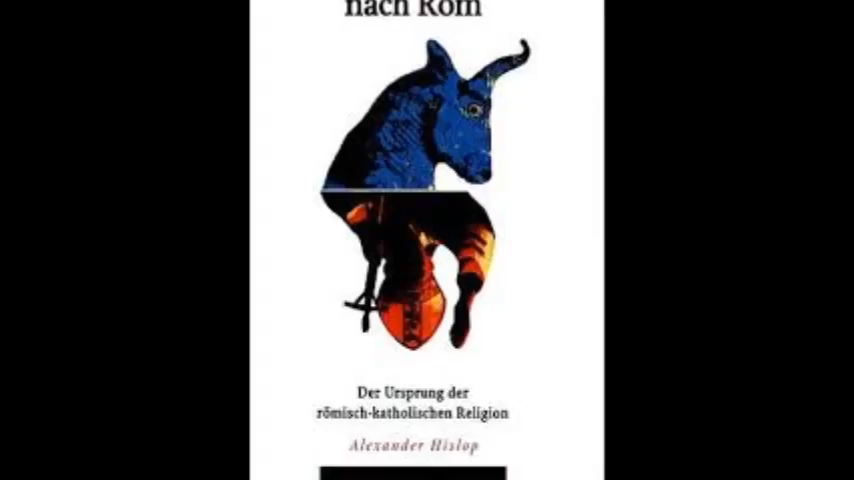 nach Rom
Der Ursprung der
römisch-katholischen Religion
Alexander Hislop